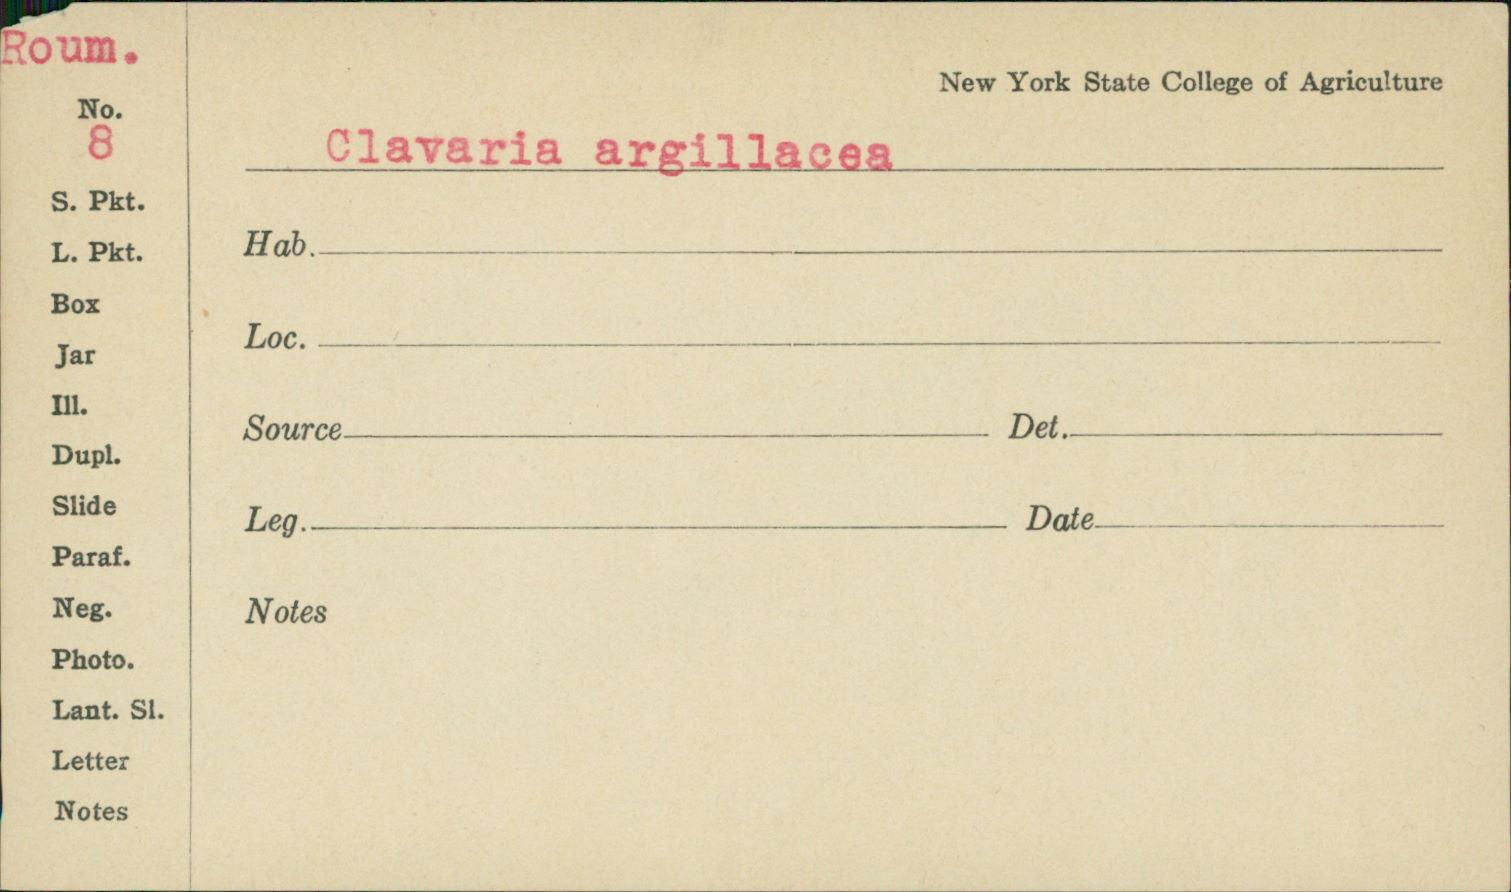 Roum.
No.
8
S. Pkt.
L. Pkt.
Box
Jar
Ill.
Dupl.
Slide
Paraf.
Neg.
Photo.
Lant. Sl.
Letter
Notes
New York State College of Agriculture
Clavaria argillacea
Hab.
Loc.
Source Det.
Leg. Date
Notes